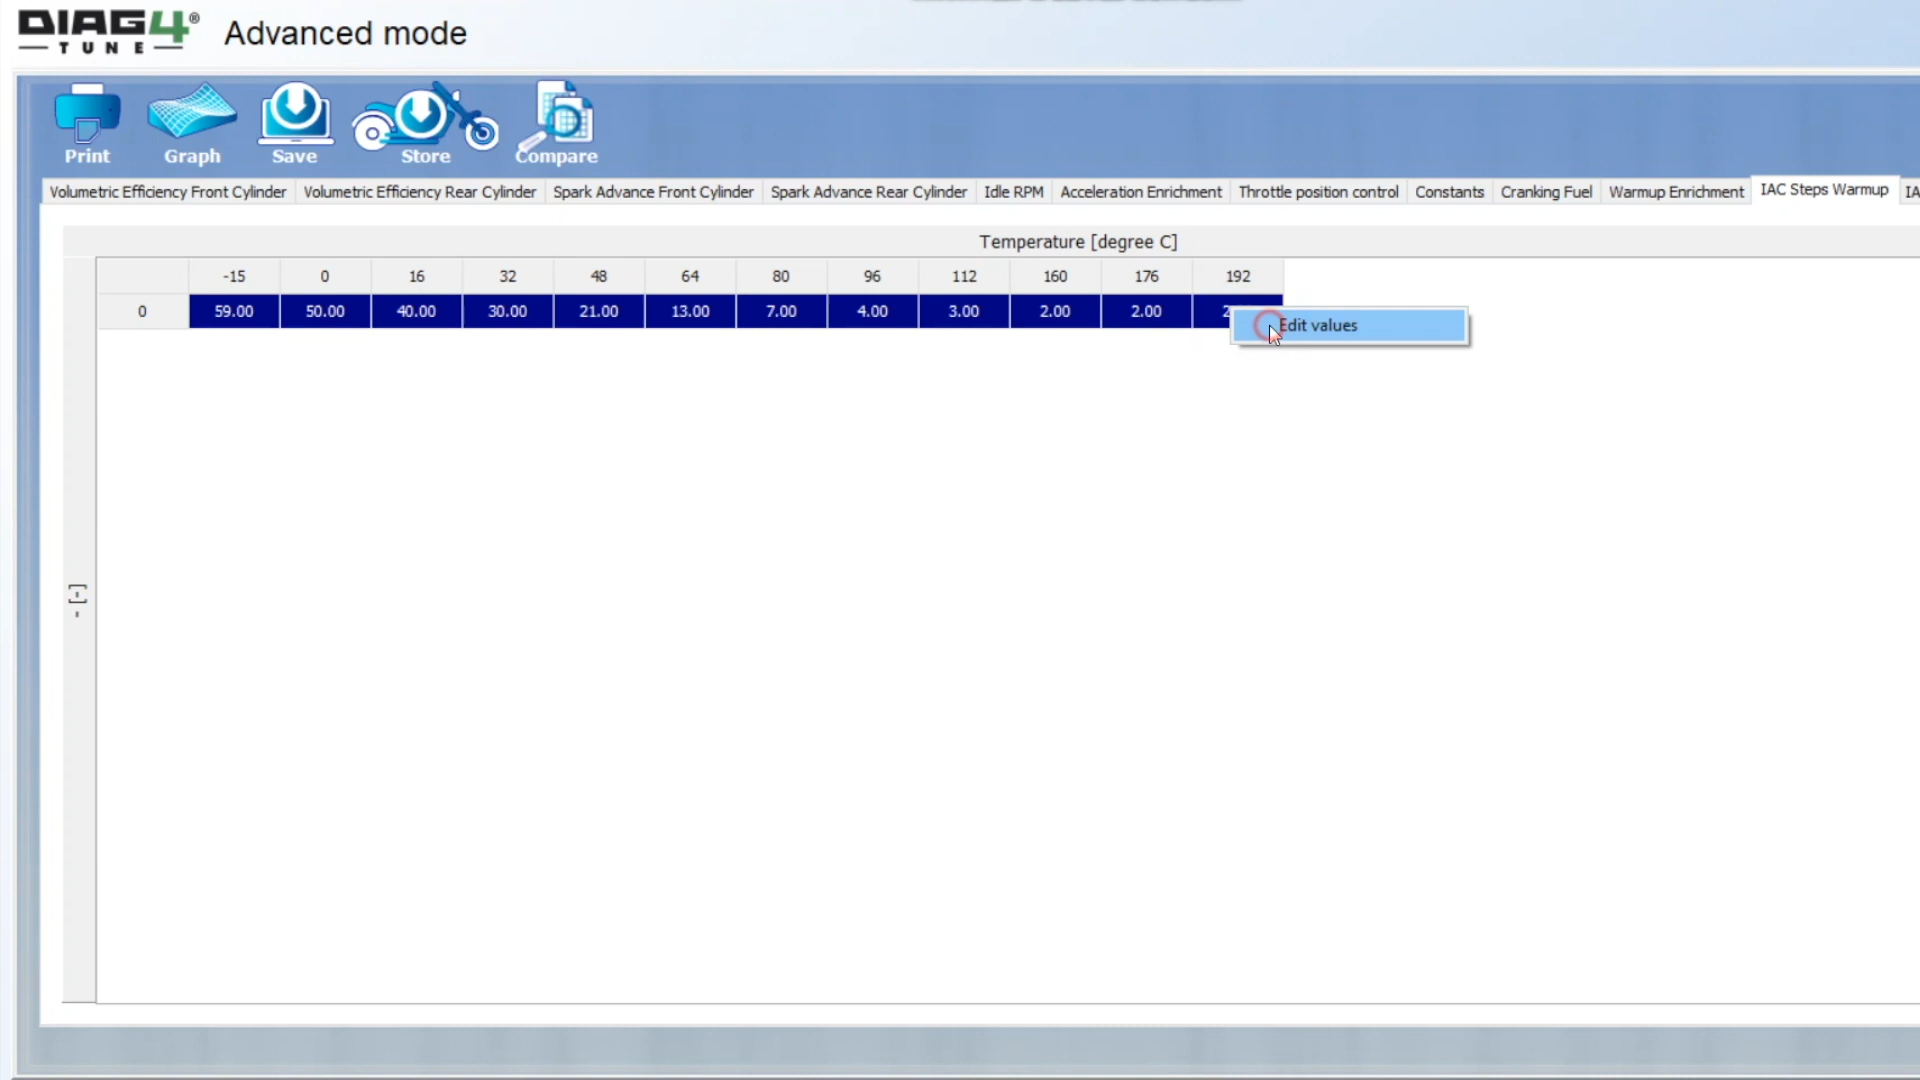 DIAG4® Advanced mode
TUNE
Print Graph Save Store Compare
Volumetric Efficiency Front Cylinder Volumetric Efficiency Rear Cylinder Spark Advance Front Cylinder Spark Advance Rear Cylinder Idle RPM Acceleration Enrichment Throttle position control Constants Cranking Fuel Warmup Enrichment IAC Steps Warmup
Temperature [degree C]
-15 0 16 32 48 64 80 96 112 160 176 192
0 59.00 50.00 40.00 30.00 21.00 13.00 7.00 4.00 3.00 2.00 2.00
Edit values
- [-]